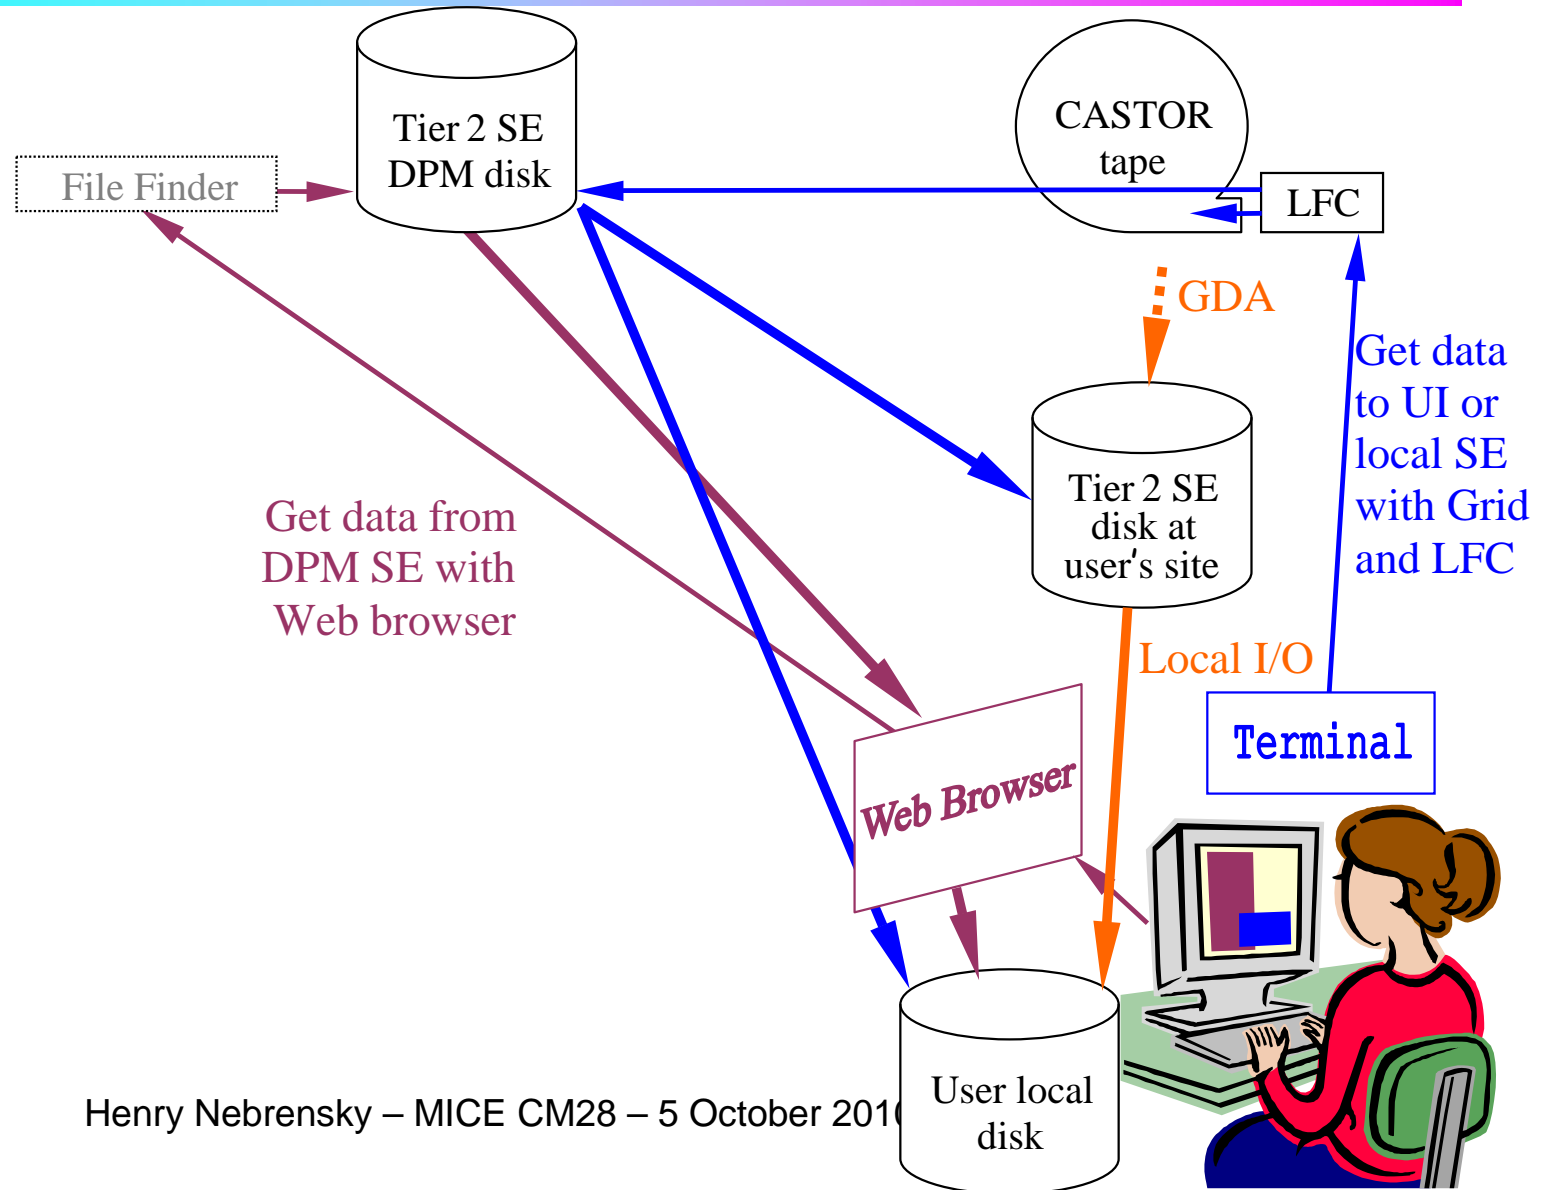 Tier 2 SE
DPM disk
CASTOR
tape
File Finder
LFC
GDA
Get data
to UI or
local SE
with Grid
and LFC
Tier 2 SE
disk at
user's site
Get data from
DPM SE with
Web browser
Local I/O
Terminal
Web Browser
User local
disk
Henry Nebrensky – MICE CM28 – 5 October 2010